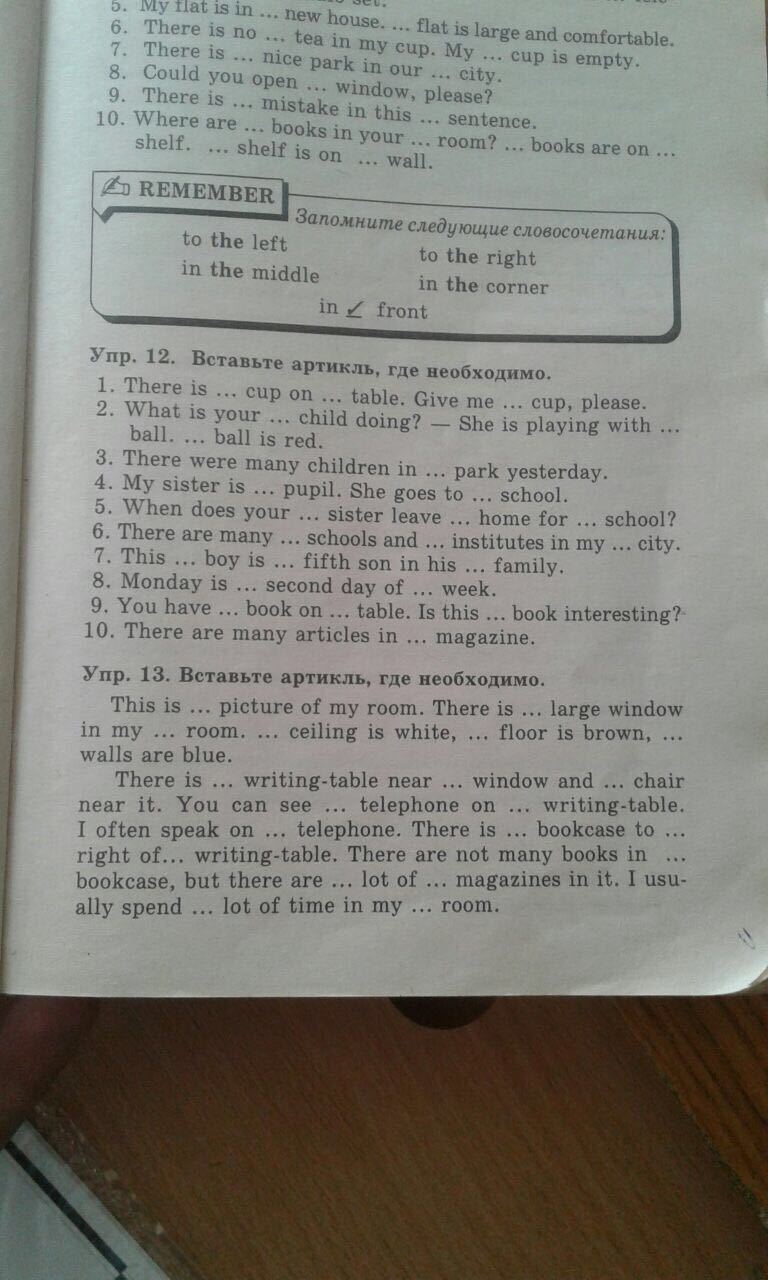 5. My flat is in ... new house. ... flat is large and comfortable.
6. There is no ... tea in my cup. My ... cup is empty.
7. There is ... nice park in our ... city.
8. Could you open ... window, please?
9. There is ... mistake in this ... sentence.
10. Where are ... books in your ... room? ... books are on ...
shelf. ... shelf is on ... wall.
REMEMBER
Запомните следующие словосочетания:
to the left
to the right
in the middle
in the corner
in ✓ front
Упр. 12. Вставьте артикль, где необходимо.
1. There is ... cup on ... table. Give me ... cup, please.
2. What is your ... child doing? — She is playing with ...
ball. ... ball is red.
3. There were many children in ... park yesterday.
4. My sister is ... pupil. She goes to ... school.
5. When does your ... sister leave ... home for ... school?
6. There are many ... schools and ... institutes in my ... city.
7. This ... boy is ... fifth son in his ... family.
8. Monday is ... second day of ... week.
9. You have ... book on ... table. Is this ... book interesting?
10. There are many articles in ... magazine.
Упр. 13. Вставьте артикль, где необходимо.
This is ... picture of my room. There is ... large window
in my ... room. ... ceiling is white, ... floor is brown, ...
walls are blue.
There is ... writing-table near ... window and ... chair
near it. You can see ... telephone on ... writing-table.
I often speak on ... telephone. There is ... bookcase to ...
right of... writing-table. There are not many books in ...
bookcase, but there are ... lot of ... magazines in it. I usu-
ally spend ... lot of time in my ... room.